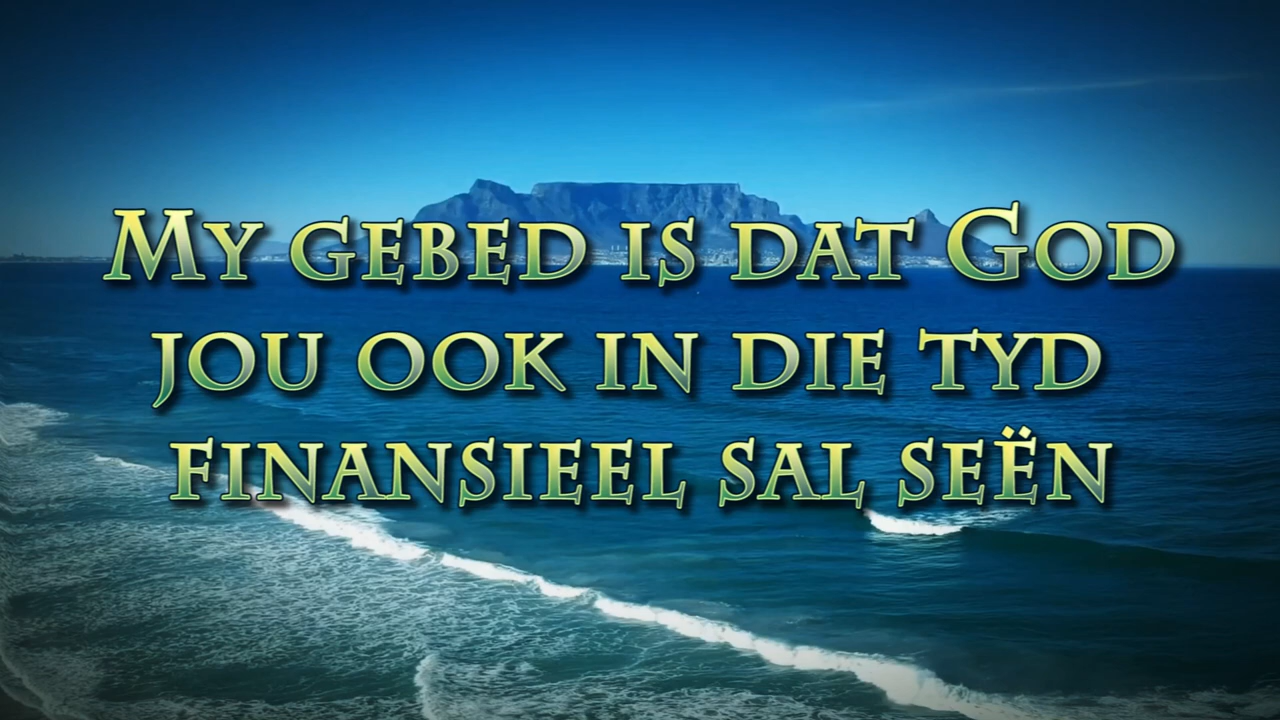 My gebed is dat God
jou ook in die tyd
finansieel sal seën